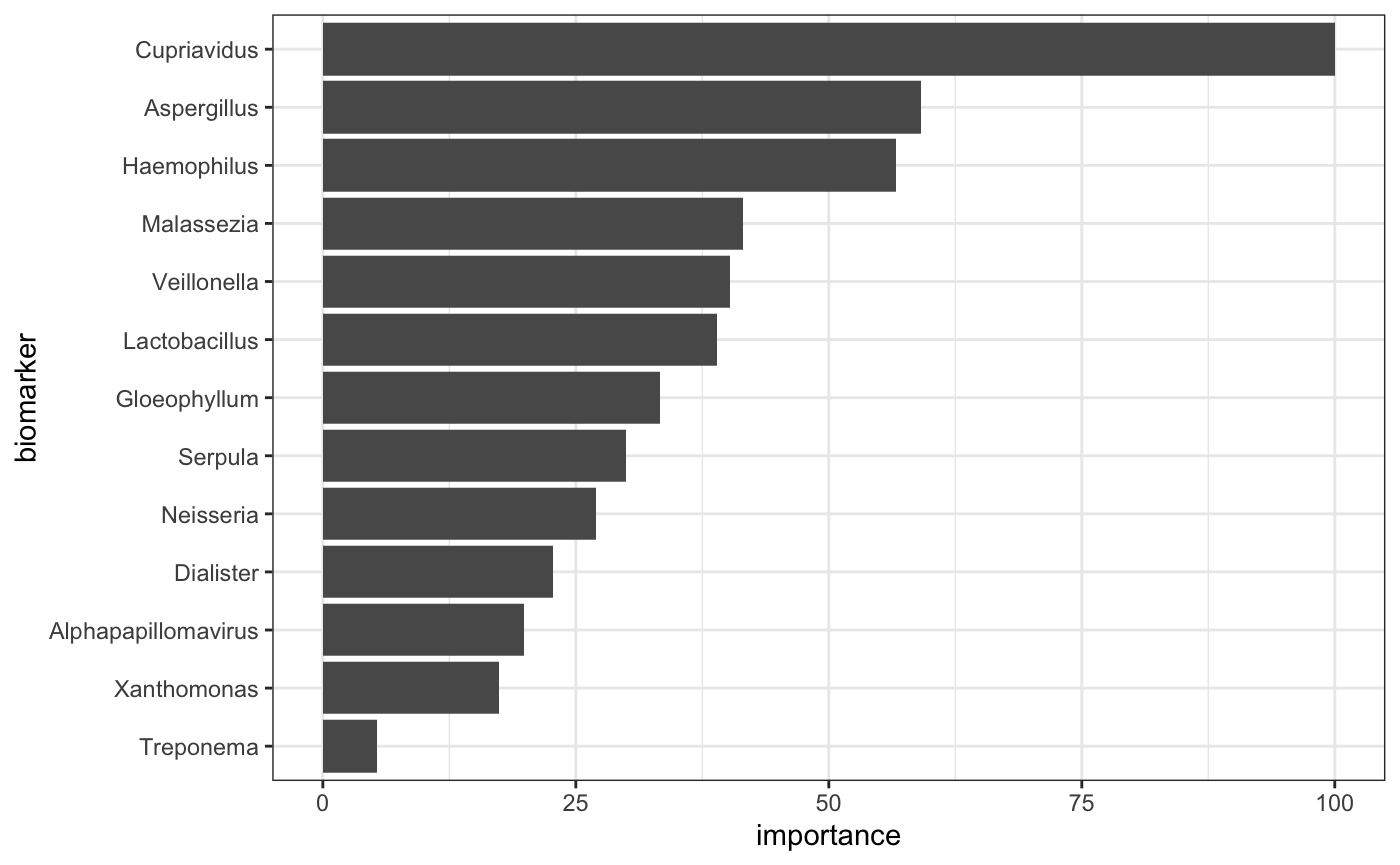 biomarker
Cupriavidus
Aspergillus
Haemophilus
Malassezia
Veillonella
Lactobacillus
Gloeophyllum
Serpula
Neisseria
Dialister
Alphapapillomavirus
Xanthomonas
Treponema
0 25 50 75 100
importance